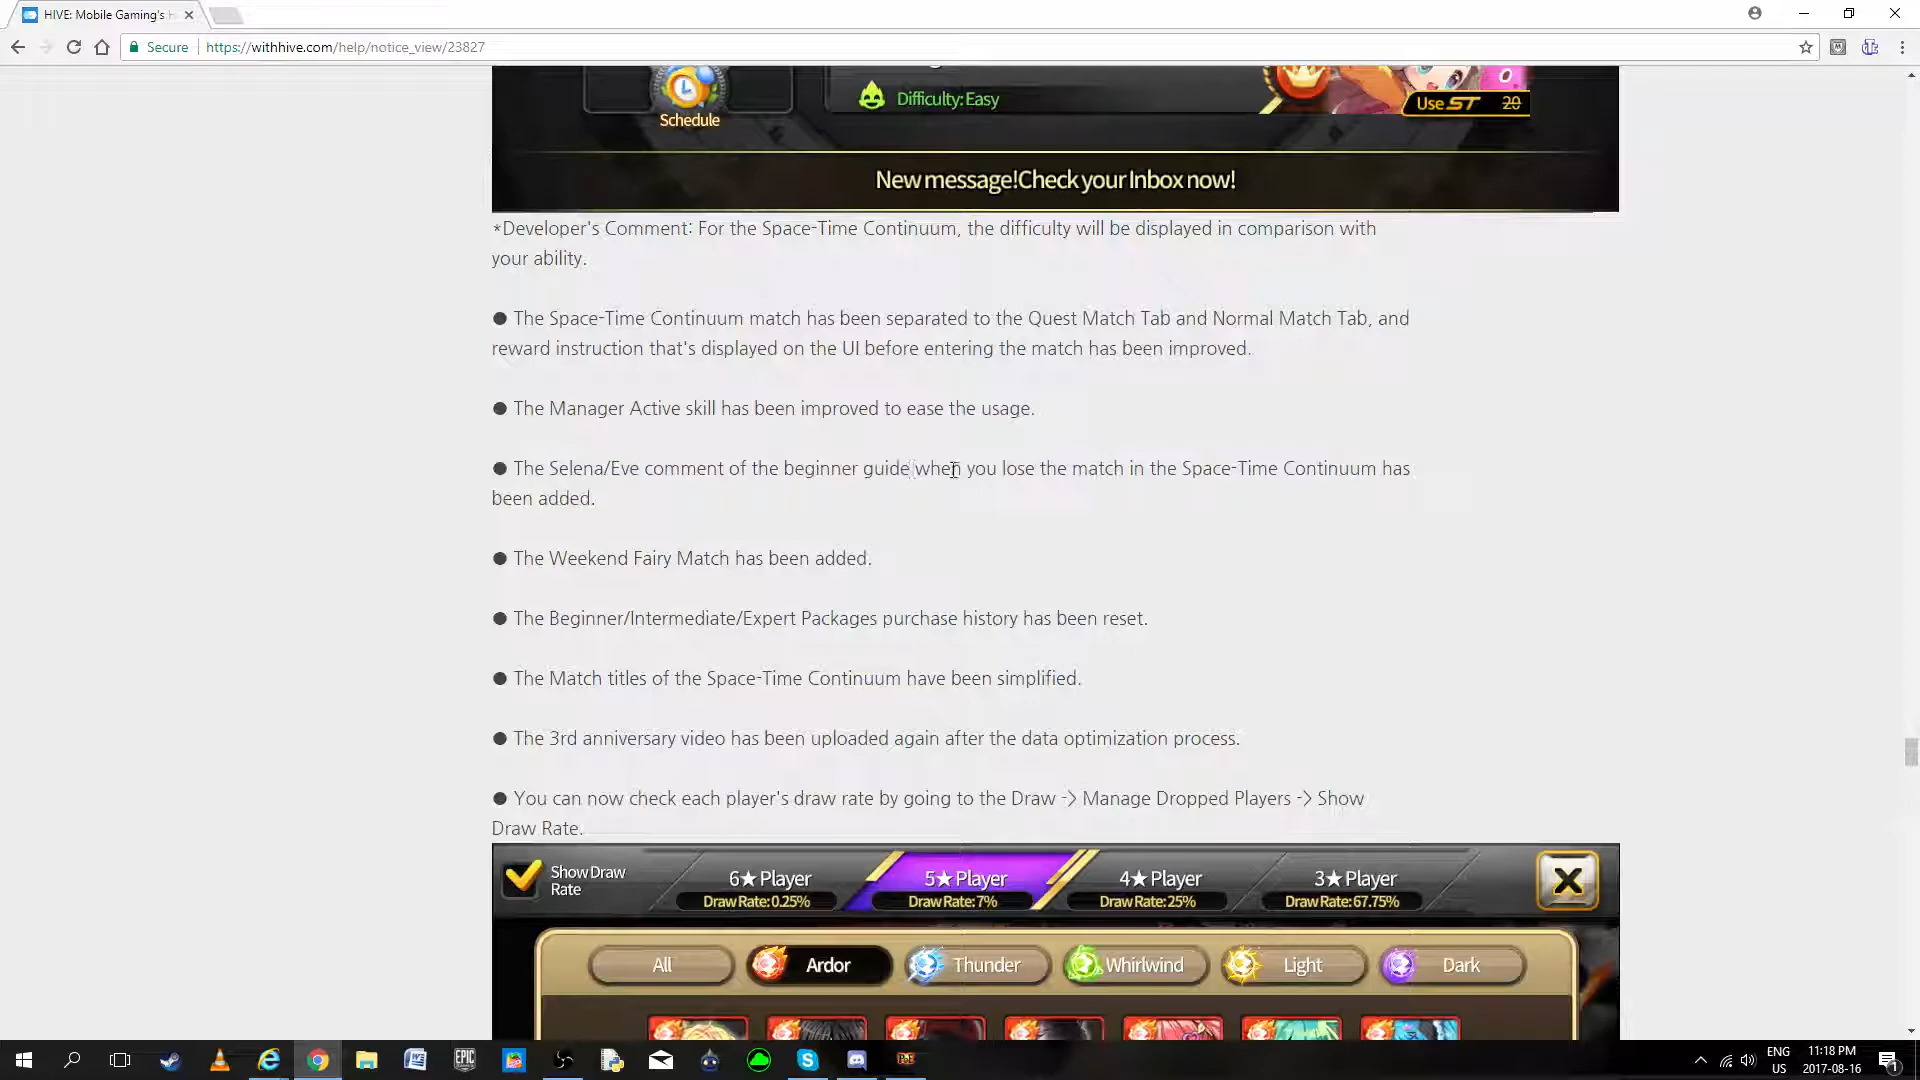 HIVE: Mobile Gaming's
Secure
https://withhive.com/help/notice_view/23827
Schedule
Difficulty: Easy
Use ST 20
New message!Check your Inbox now!
*Developer's Comment: For the Space-Time Continuum, the difficulty will be displayed in comparison with
your ability.
● The Space-Time Continuum match has been separated to the Quest Match Tab and Normal Match Tab, and
reward instruction that's displayed on the UI before entering the match has been improved.
● The Manager Active skill has been improved to ease the usage.
● The Selena/Eve comment of the beginner guide when you lose the match in the Space-Time Continuum has
been added.
● The Weekend Fairy Match has been added.
● The Beginner/Intermediate/Expert Packages purchase history has been reset.
● The Match titles of the Space-Time Continuum have been simplified.
● The 3rd anniversary video has been uploaded again after the data optimization process.
● You can now check each player's draw rate by going to the Draw -> Manage Dropped Players -> Show
Draw Rate.
Show Draw
Rate
6★ Player
Draw Rate: 0.25%
5★ Player
Draw Rate: 7%
4★ Player
Draw Rate: 25%
3★ Player
Draw Rate: 67.75%
All
Ardor
Thunder
Whirlwind
Light
Dark
EPIC
ENG
US
11:18 PM
2017-08-16